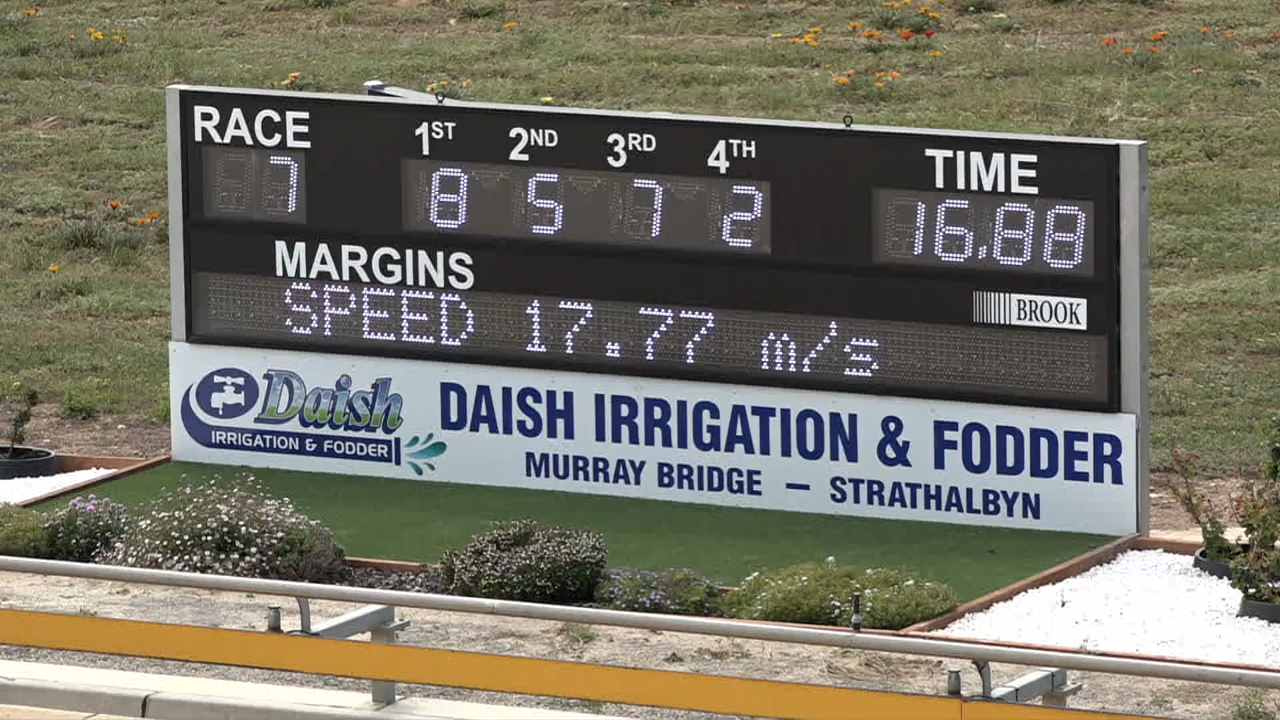 RACE 1ST 2ND 3RD 4TH TIME
7 8 5 7 2 16.88
MARGINS
BROOK
SPEED 17.77 m/s
Daish
IRRIGATION & FODDER
DAISH IRRIGATION & FODDER
MURRAY BRIDGE – STRATHALBYN